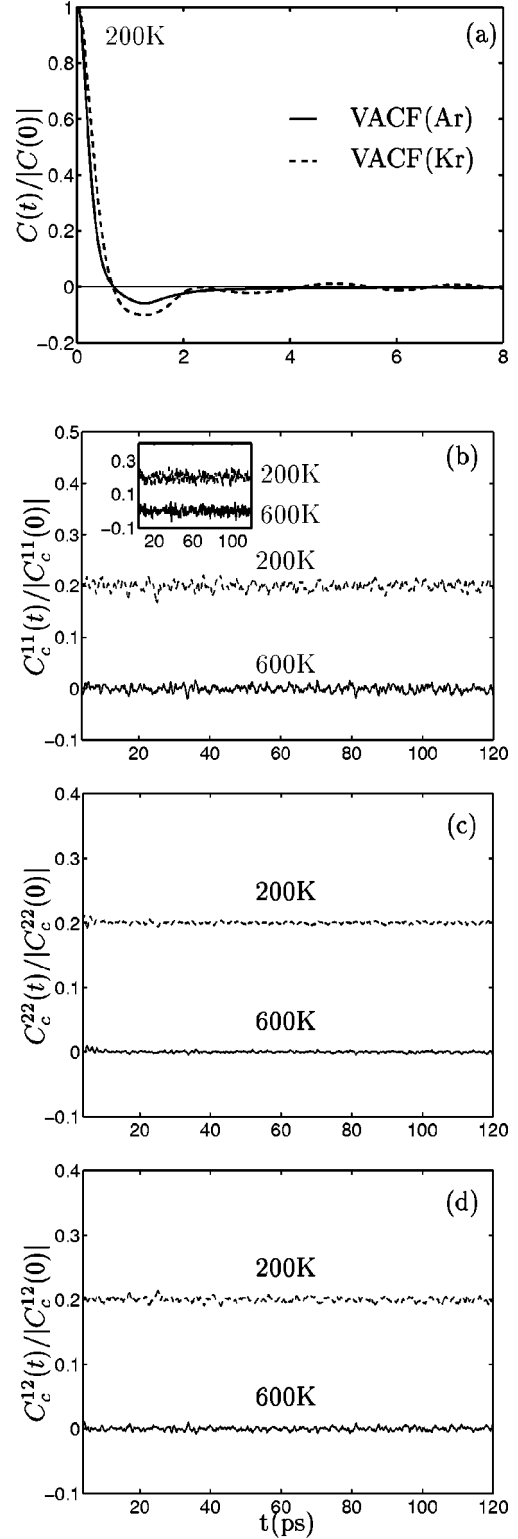 200K
(a)
VACF(Ar)
VACF(Kr)
C(t)/|C(0)|
1
0.8
0.6
0.4
0.2
0
−0.2
0 2 4 6 8
(b)
0.5
0.4
0.3
0.2
0.1
0
−0.1
0.3
0.1
−0.1
20 60 100
200K
600K
200K
600K
C_c^{11}(t)/|C_c^{11}(0)|
20 40 60 80 100 120
(c)
0.4
0.3
0.2
0.1
0
−0.1
200K
600K
C_c^{22}(t)/|C_c^{22}(0)|
20 40 60 80 100 120
(d)
0.4
0.3
0.2
0.1
0
−0.1
200K
600K
C_c^{12}(t)/|C_c^{12}(0)|
20 40 60 80 100 120
t(ps)